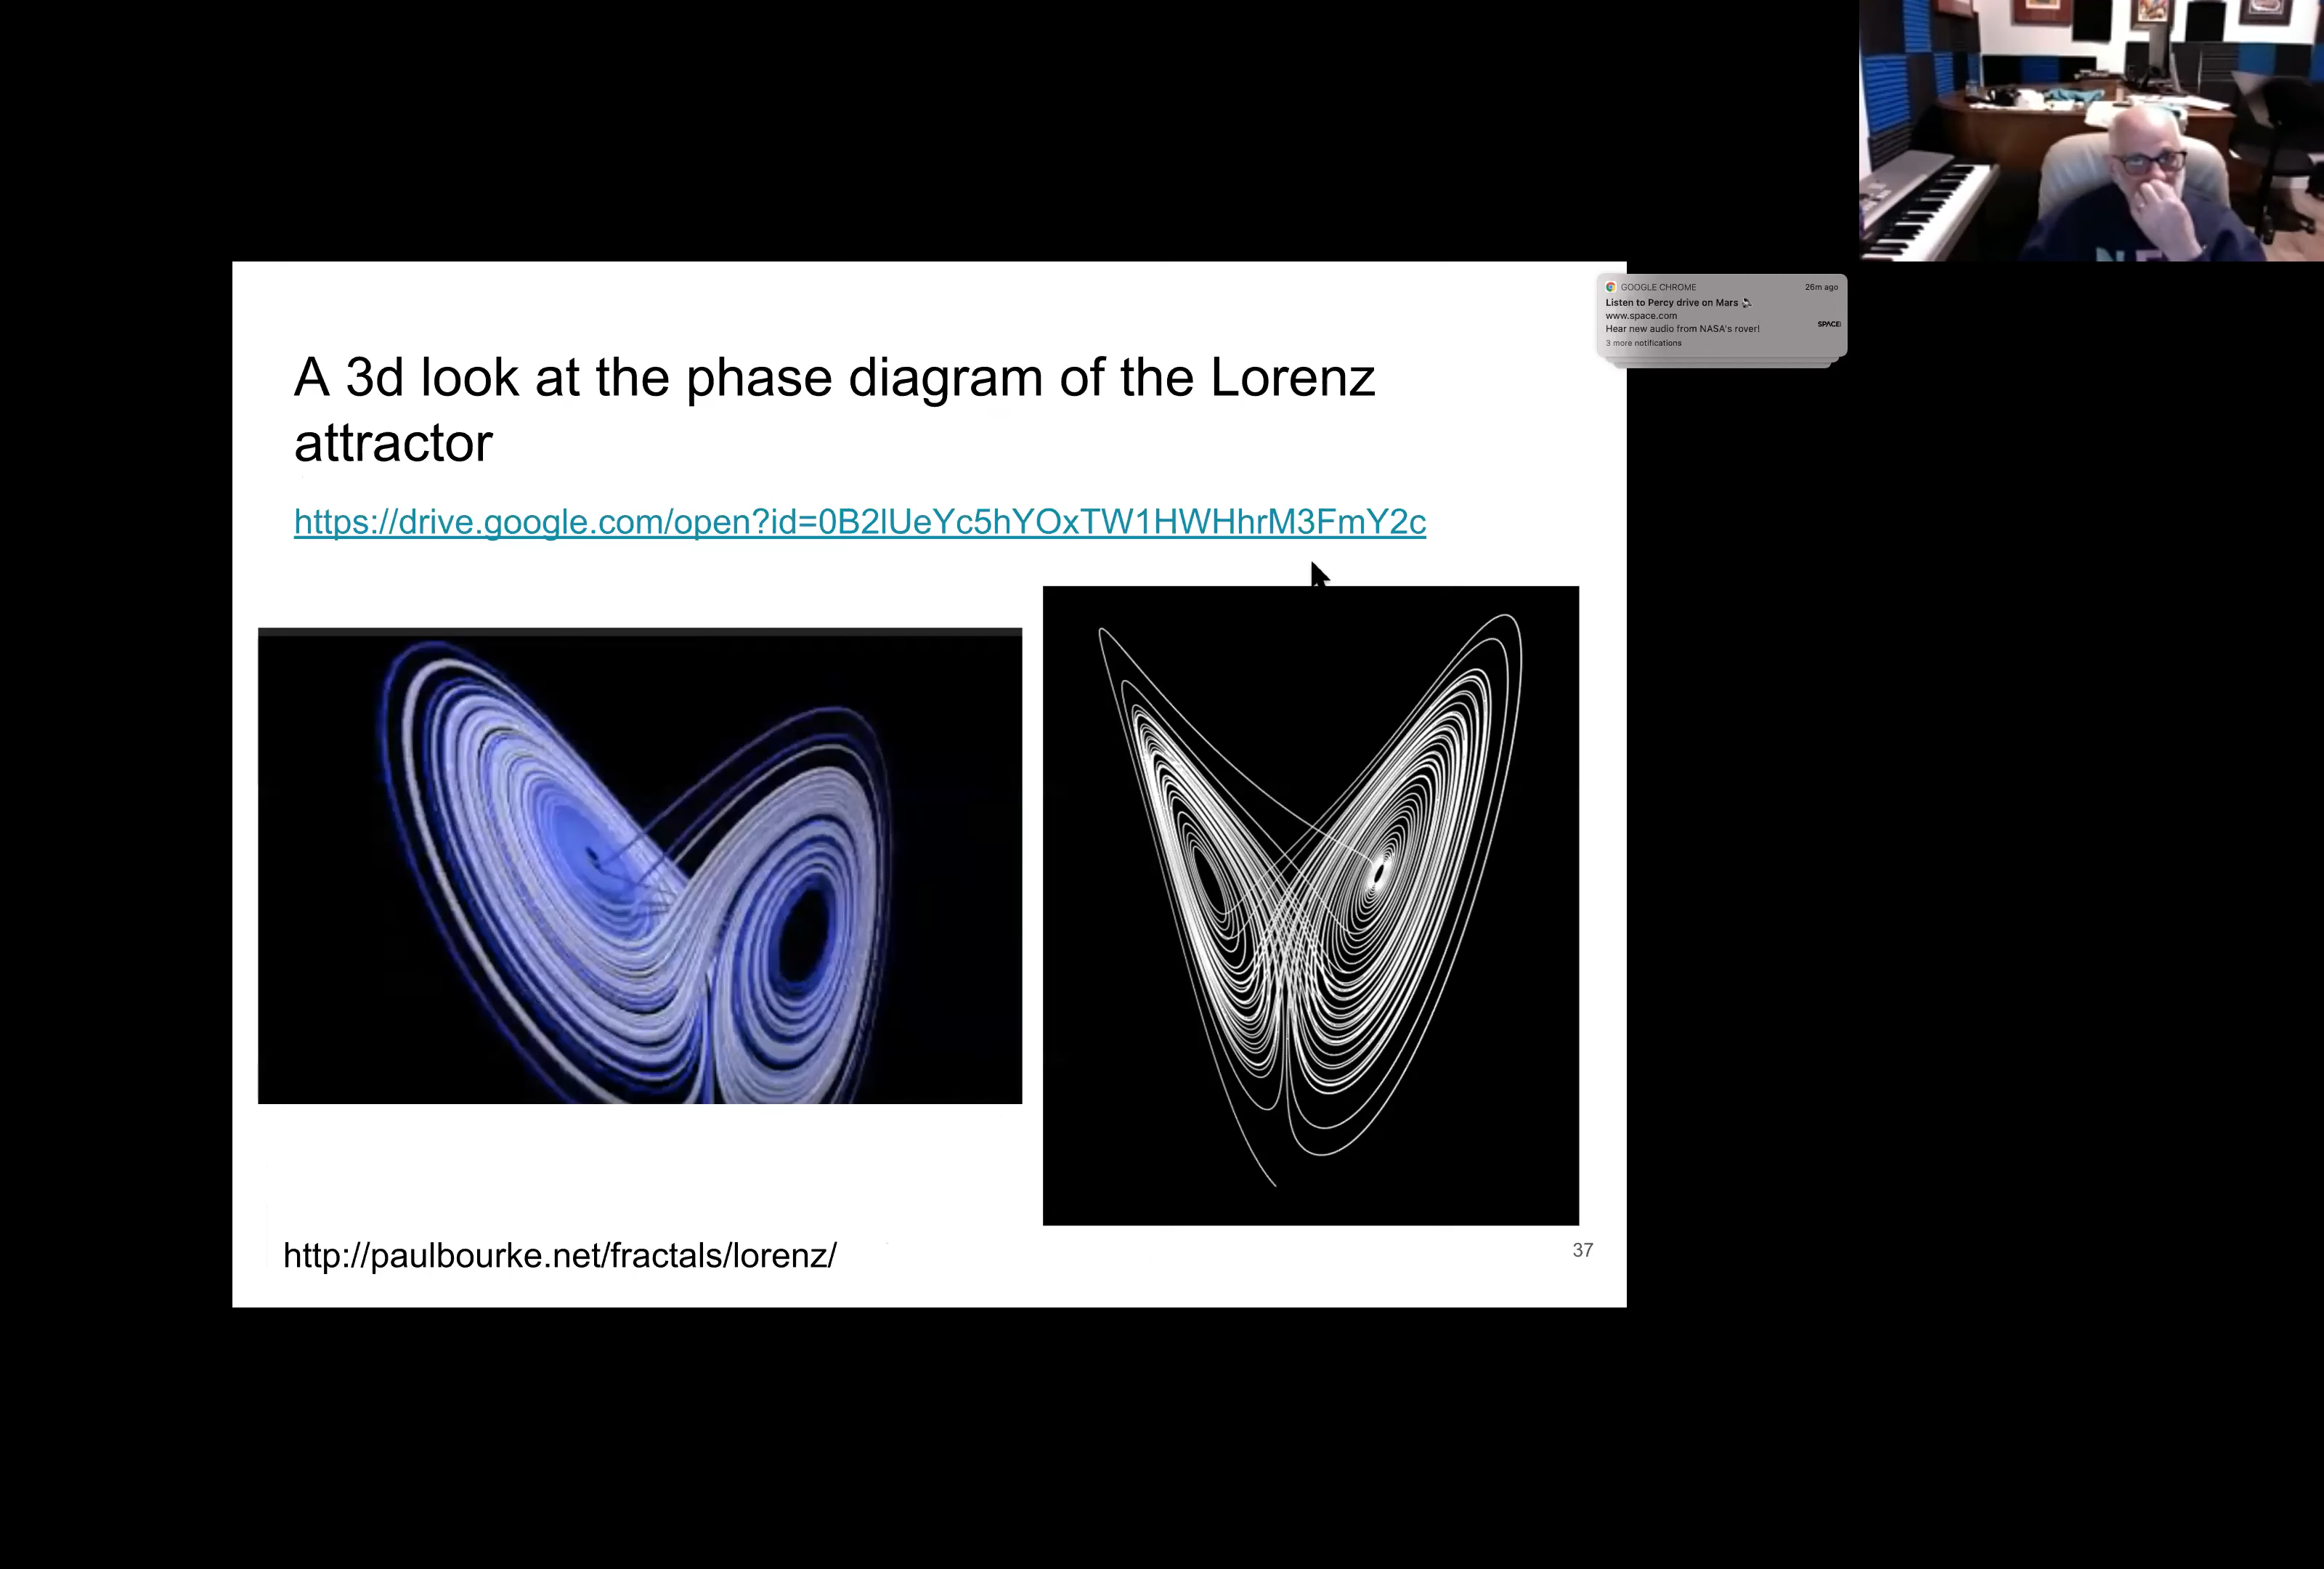 A 3d look at the phase diagram of the Lorenz
attractor
https://drive.google.com/open?id=0B2lUeYc5hYOxTW1HWHhrM3FmY2c
http://paulbourke.net/fractals/lorenz/
37
GOOGLE CHROME 26m ago
Listen to Percy drive on Mars
www.space.com
Hear new audio from NASA's rover!
SPACE
3 more notifications